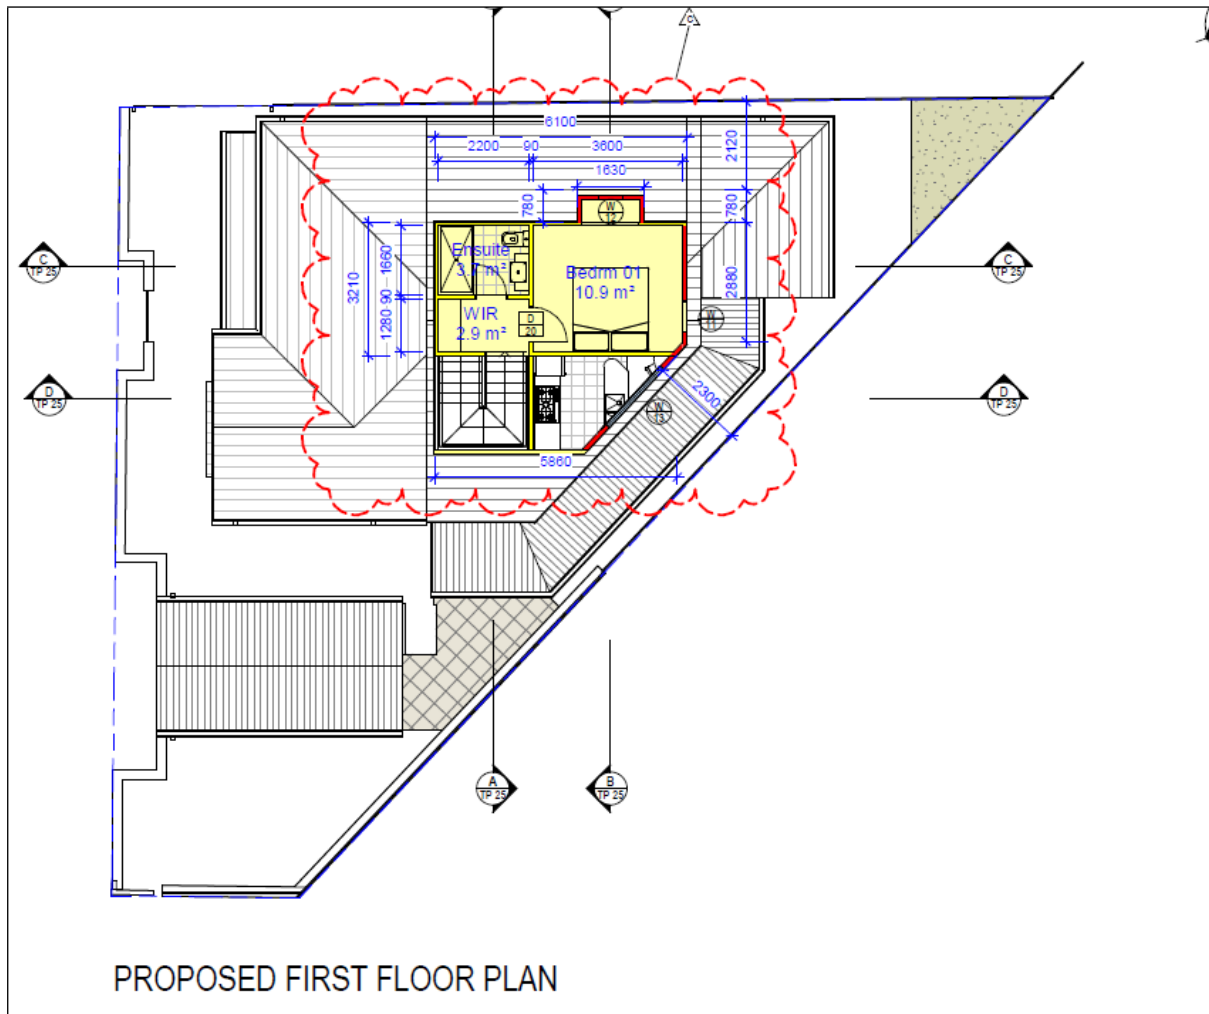 C
6100
2200 90 3600
1630
2120
780
780
W
12
Ensuite
3.7 m²
Bedrm 01
10.9 m²
1660
3210
90
2880
C
TP 25
C
TP 25
WIR
2.9 m²
D
20
1280
W
11
D
TP 25
D
TP 25
2300
W
13
5860
A
TP 25
B
TP 25
PROPOSED FIRST FLOOR PLAN